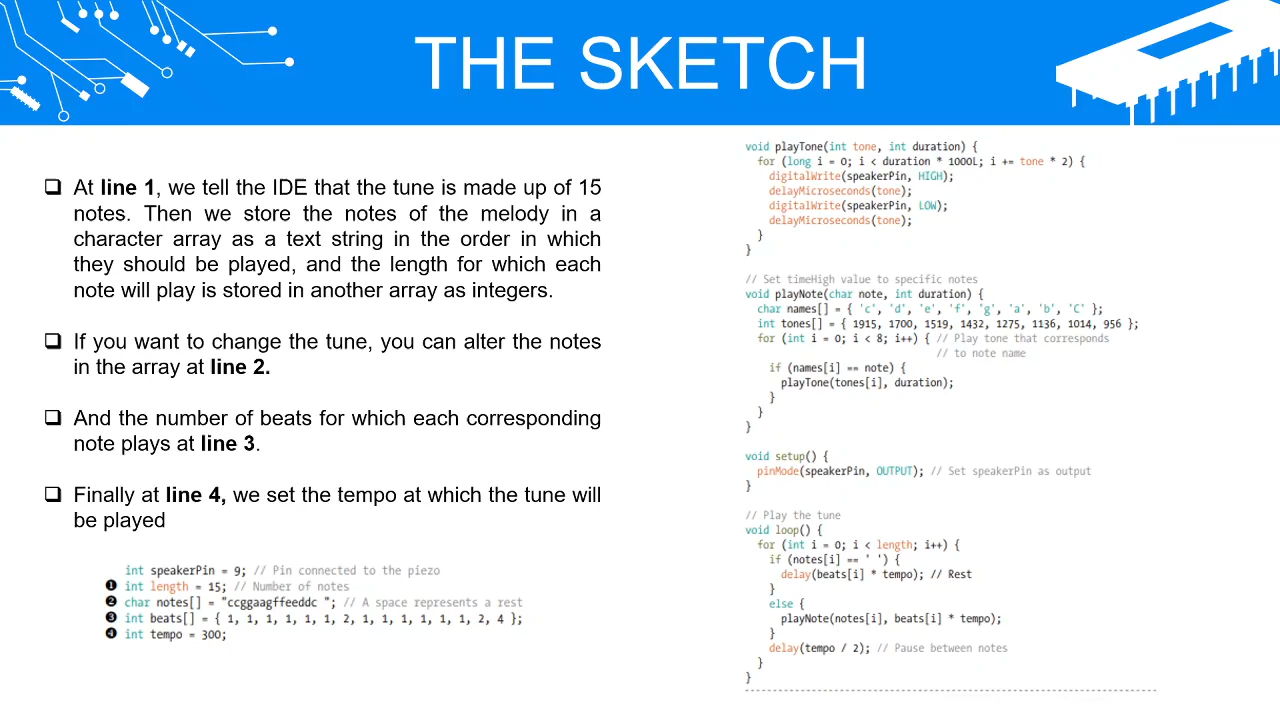 THE SKETCH
❑ At line 1, we tell the IDE that the tune is made up of 15
notes. Then we store the notes of the melody in a
character array as a text string in the order in which
they should be played, and the length for which each
note will play is stored in another array as integers.
❑ If you want to change the tune, you can alter the notes
in the array at line 2.
❑ And the number of beats for which each corresponding
note plays at line 3.
❑ Finally at line 4, we set the tempo at which the tune will
be played
int speakerPin = 9; // Pin connected to the piezo
❶ int length = 15; // Number of notes
❷ char notes[] = "ccggaagffeeddc "; // A space represents a rest
❸ int beats[] = { 1, 1, 1, 1, 1, 1, 2, 1, 1, 1, 1, 1, 1, 2, 4 };
❹ int tempo = 300;
void playTone(int tone, int duration) {
for (long i = 0; i < duration * 1000L; i += tone * 2) {
digitalWrite(speakerPin, HIGH);
delayMicroseconds(tone);
digitalWrite(speakerPin, LOW);
delayMicroseconds(tone);
}
}
// Set timeHigh value to specific notes
void playNote(char note, int duration) {
char names[] = { 'c', 'd', 'e', 'f', 'g', 'a', 'b', 'C' };
int tones[] = { 1915, 1700, 1519, 1432, 1275, 1136, 1014, 956 };
for (int i = 0; i < 8; i++) { // Play tone that corresponds
// to note name
if (names[i] == note) {
playTone(tones[i], duration);
}
}
}
void setup() {
pinMode(speakerPin, OUTPUT); // Set speakerPin as output
}
// Play the tune
void loop() {
for (int i = 0; i < length; i++) {
if (notes[i] == ' ') {
delay(beats[i] * tempo); // Rest
}
else {
playNote(notes[i], beats[i] * tempo);
}
delay(tempo / 2); // Pause between notes
}
}